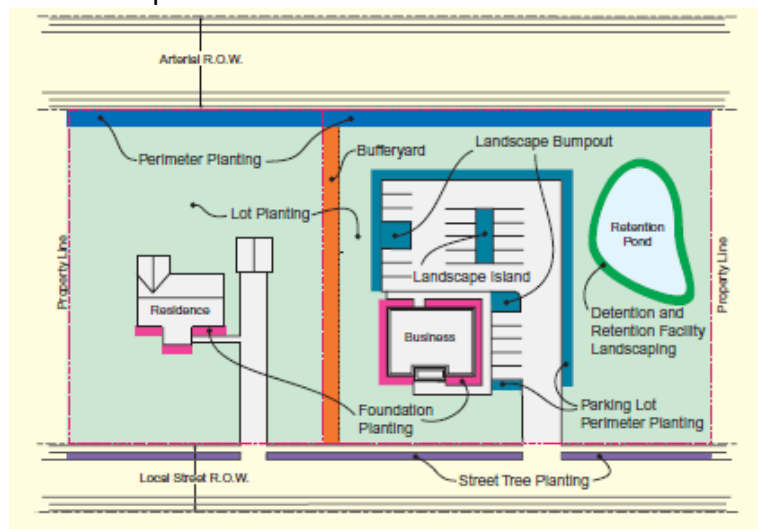 Arterial R.O.W.
Perimeter Planting
Bufferyard
Landscape Bumpout
Lot Planting
Retention
Pond
Property Line
Property Line
Landscape Island
Residence
Business
Detention and
Retention Facility
Landscaping
Foundation
Planting
Parking Lot
Perimeter Planting
Local Street R.O.W.
Street Tree Planting